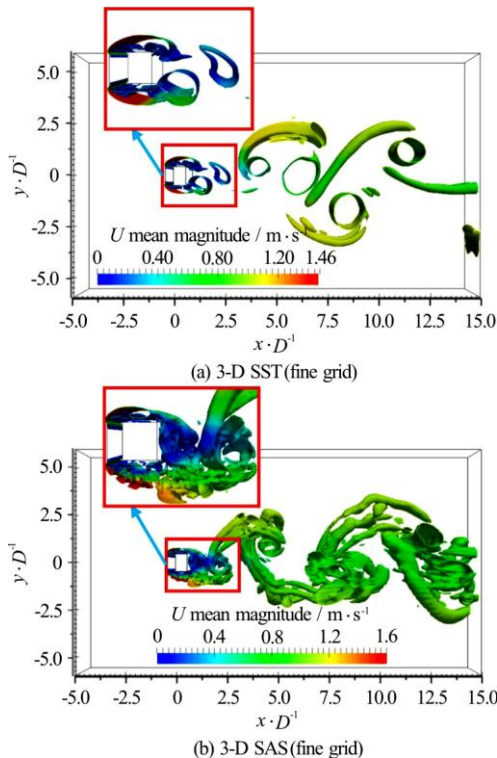 5.0
2.5
0
-2.5
-5.0
y · D⁻¹
U mean magnitude / m · s⁻¹
0 0.40 0.80 1.20 1.46
-5.0 -2.5 0 2.5 5.0 7.5 10.0 12.5 15.0
x · D⁻¹
(a) 3-D SST (fine grid)
5.0
2.5
0
-2.5
-5.0
y · D⁻¹
U mean magnitude / m · s⁻¹
0 0.4 0.8 1.2 1.6
-5.0 -2.5 0 2.5 5.0 7.5 10.0 12.5 15.0
x · D⁻¹
(b) 3-D SAS (fine grid)